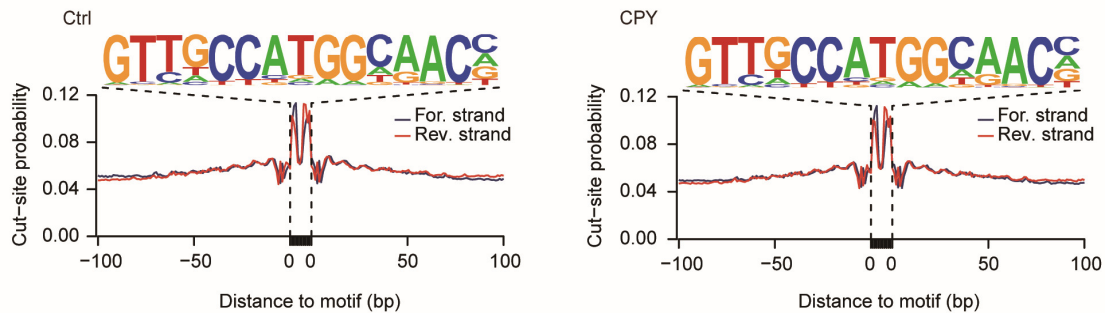 Ctrl
GTTGCCATGGCAACC
0.12
0.08
0.04
0.00
Cut−site probability
For. strand
Rev. strand
−100 −50 0 0 50 100
Distance to motif (bp)
CPY
GTTGCCATGGCAACC
0.12
0.08
0.04
0.00
Cut−site probability
For. strand
Rev. strand
−100 −50 0 0 50 100
Distance to motif (bp)